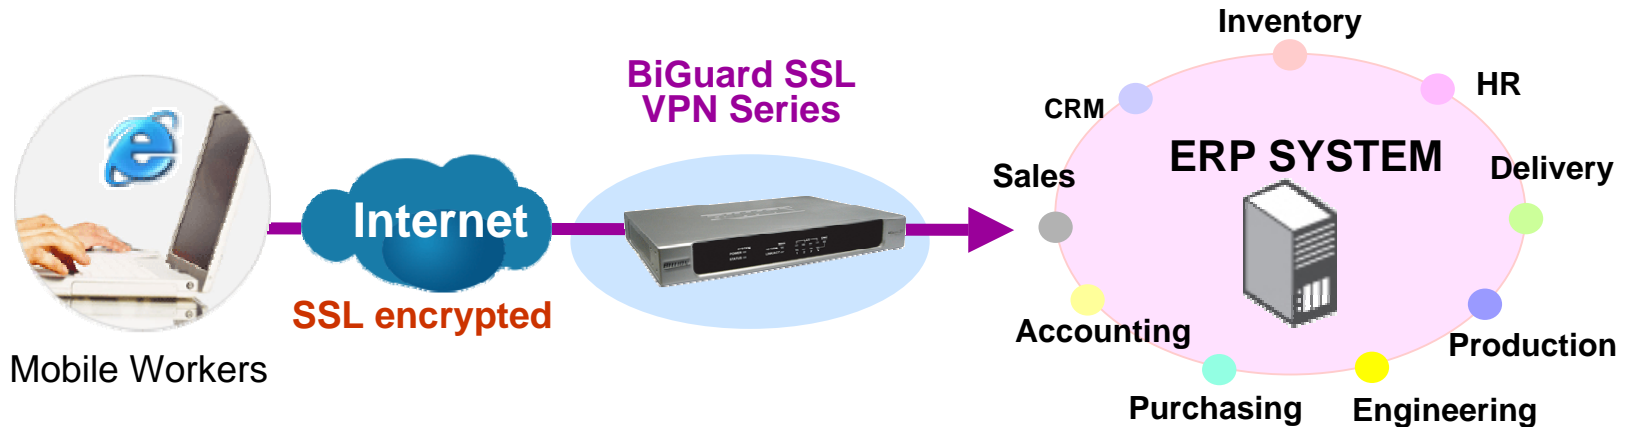 Inventory
BiGuard SSL
VPN Series
HR
CRM
ERP SYSTEM
Delivery
Sales
Internet
SSL encrypted
Accounting
Production
Mobile Workers
Purchasing
Engineering